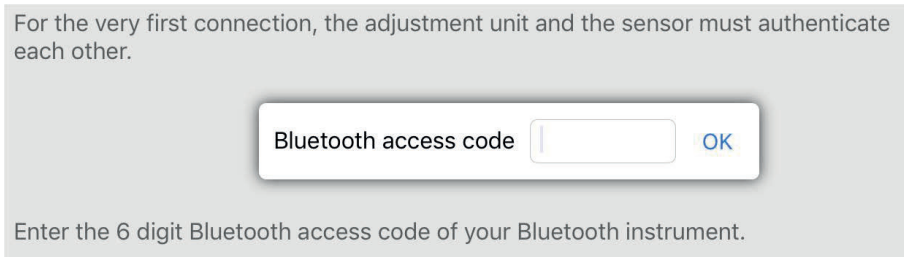 For the very first connection, the adjustment unit and the sensor must authenticate
each other.
Bluetooth access code OK
Enter the 6 digit Bluetooth access code of your Bluetooth instrument.